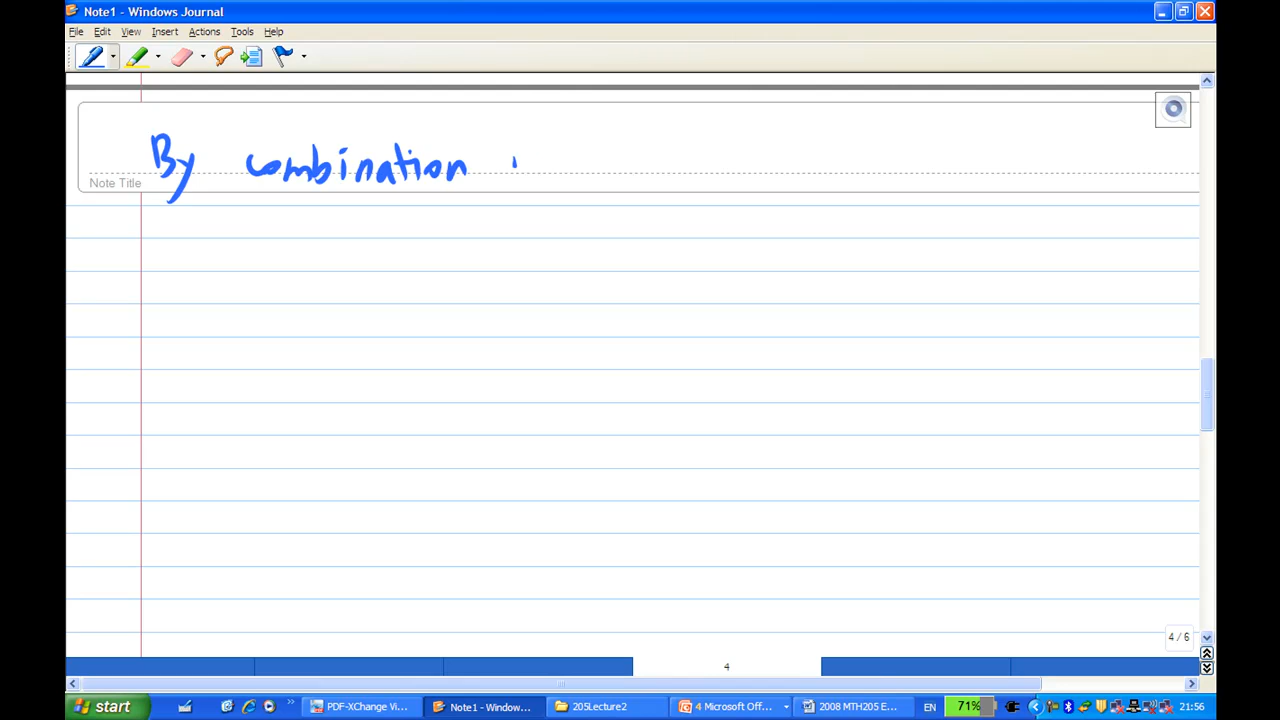 Note1 - Windows Journal
File Edit View Insert Actions Tools Help
By combination
Note Title
4 / 6
4
start PDF-XChange Vi... Note1 - Window... 205Lecture2 4 Microsoft Off... 2008 MTH205 E... EN 71% 21:56